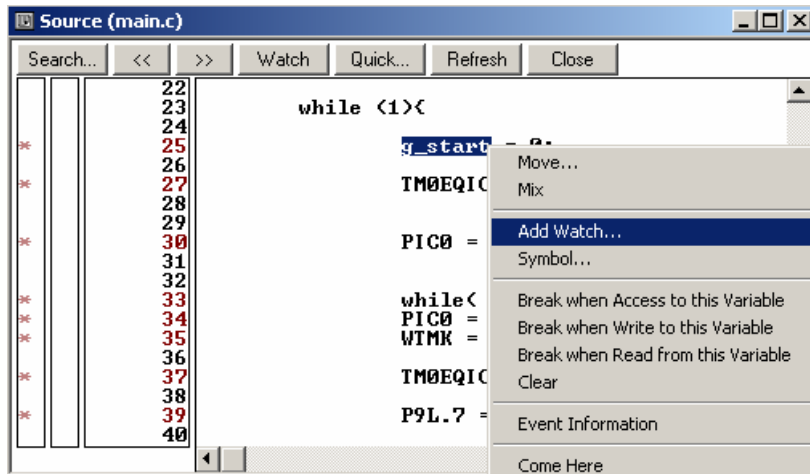 Source (main.c)
Search... << >> Watch Quick... Refresh Close
22
23 while (1){
24
* 25 g_start = 0;
26
* 27 TM0EQIC
28
29
* 30 PIC0 =
31
32
* 33 while(
* 34 PIC0 =
* 35 WTMK =
36
* 37 TM0EQIC
38
* 39 P9L.7 =
40
Move...
Mix
Add Watch...
Symbol...
Break when Access to this Variable
Break when Write to this Variable
Break when Read from this Variable
Clear
Event Information
Come Here